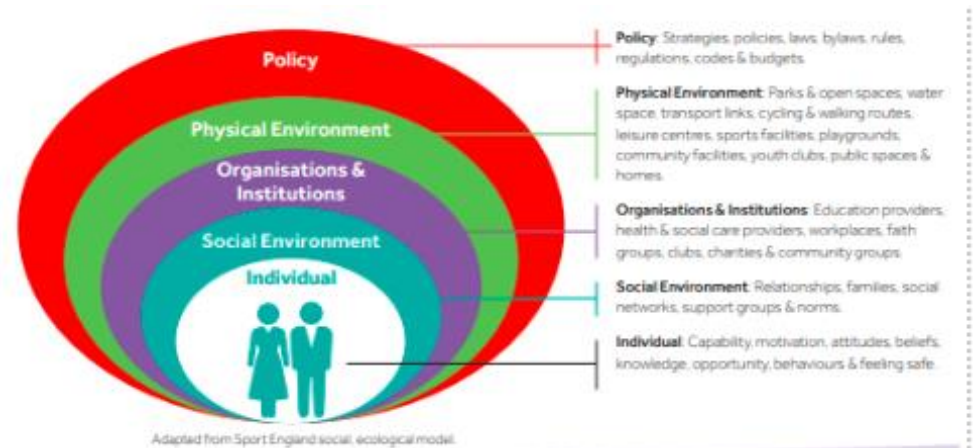 Policy
Physical Environment
Organisations &
Institutions
Social Environment
Individual
Policy: Strategies, policies, laws, bylaws, rules,
regulations, codes & budgets.
Physical Environment: Parks & open spaces, water
space, transport links, cycling & walking routes,
leisure centres, sports facilities, playgrounds,
community facilities, youth clubs, public spaces &
homes.
Organisations & Institutions: Education providers,
health & social care providers, workplaces, faith
groups, clubs, charities & community groups.
Social Environment: Relationships, families, social
networks, support groups & norms.
Individual: Capability, motivation, attitudes, beliefs,
knowledge, opportunity, behaviours & feeling safe.
Adapted from Sport England social, ecological model.